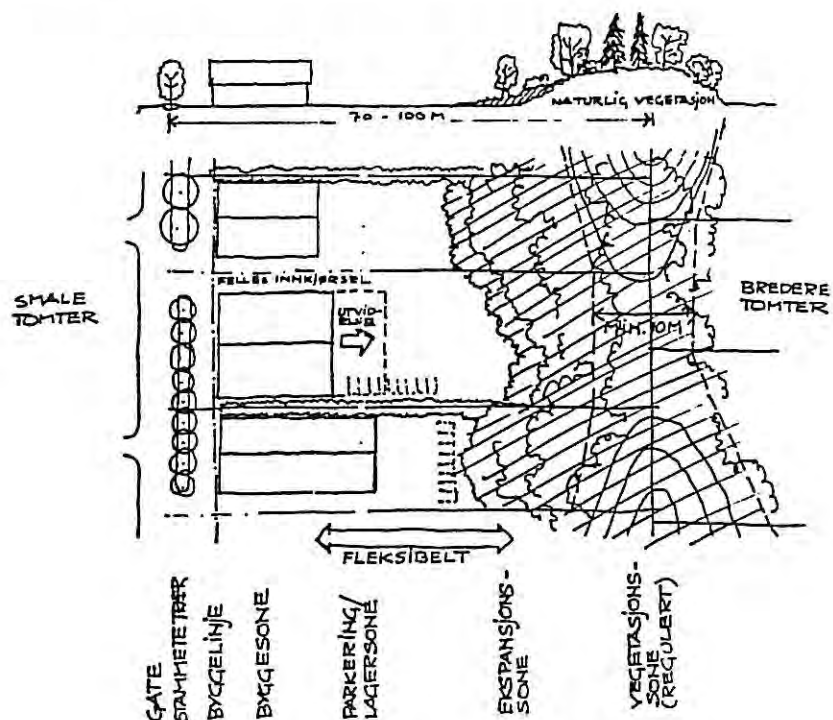 NATURLIG VEGETASJON
70 - 100 M
SMALE
TOMTER
FELLES INNKJØRSEL
UTVID-
ELSE
MIN. 10M
BREDERE
TOMTER
FLEKSIBELT
GATE
STAMMETE TRÆR
BYGGELINJE
BYGGESONE
PARKERING/
LAGERSONE
EKSPANSJONS-
SONE
VEGETASJONS-
SONE
(REGULERT)